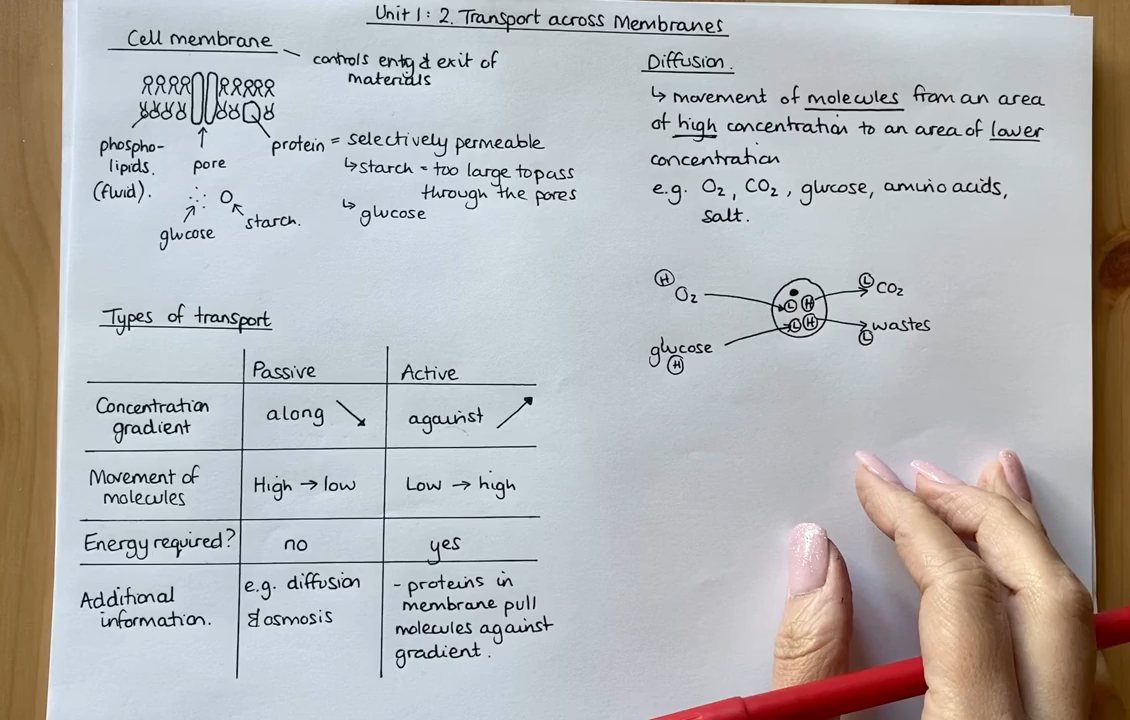 Unit 1: 2. Transport across Membranes
Cell membrane
controls entry & exit of
materials
phospho-
lipids.
(fluid).
pore
protein = selectively permeable
↳ starch = too large to pass
through the pores
↳ glucose
glucose
starch.
Types of transport
Passive Active
Concentration
gradient
along ↘ against ↗
Movement of
molecules
High → low Low → high
Energy required? no yes
Additional
information.
e.g. diffusion
& osmosis
- proteins in
membrane pull
molecules against
gradient.
Diffusion.
↳ movement of molecules from an area
of high concentration to an area of lower
concentration
e.g. O₂, CO₂, glucose, amino acids,
salt.
H O₂
L H
L CO₂
L H
wastes
L
glucose
H